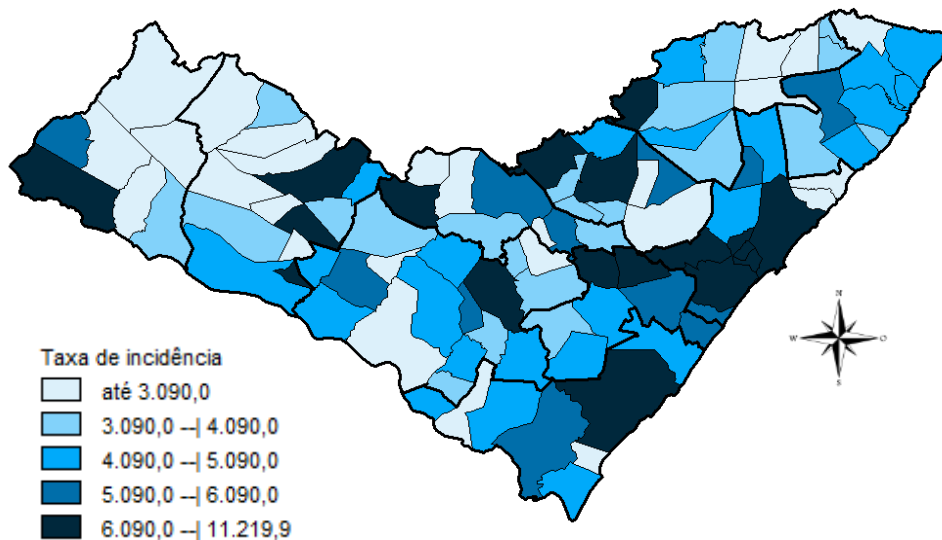 N
W
O
S
Taxa de incidência
até 3.090,0
3.090,0 --| 4.090,0
4.090,0 --| 5.090,0
5.090,0 --| 6.090,0
6.090,0 --| 11.219,9